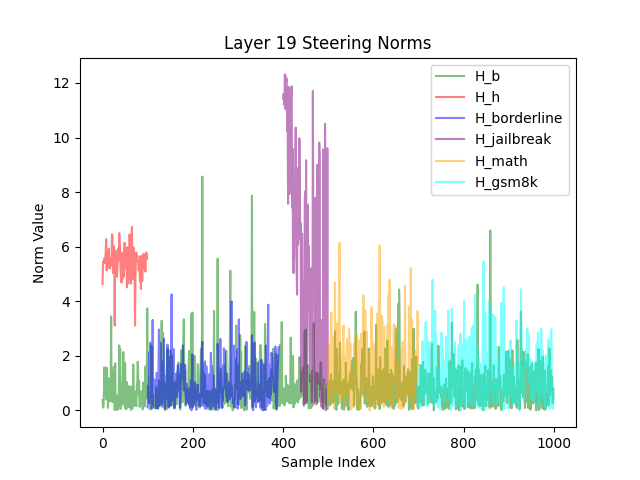 Layer 19 Steering Norms
Norm Value
12
10
8
6
4
2
0
0
200
400
600
800
1000
Sample Index
H_b
H_h
H_borderline
H_jailbreak
H_math
H_gsm8k